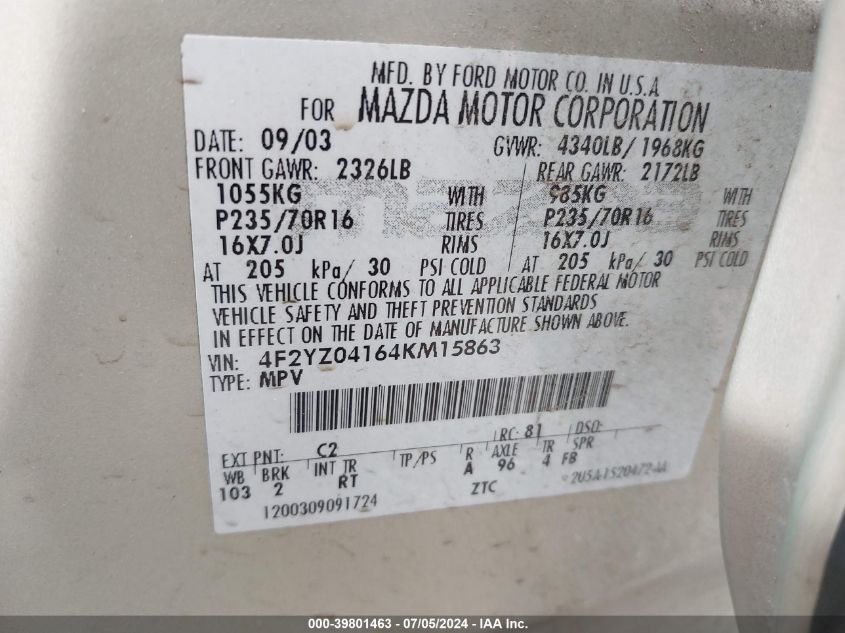 MFD. BY FORD MOTOR CO. IN U.S.A
FOR MAZDA MOTOR CORPORATION
DATE: 09/03 GVWR: 4340LB/1968KG
FRONT GAWR: 2326LB REAR GAWR: 2172LB
1055KG WITH 985KG WITH
P235/70R16 TIRES P235/70R16 TIRES
16X7.0J RIMS 16X7.0J RIMS
AT 205 kPa/ 30 PSI COLD AT 205 kPa/ 30 PSI COLD
THIS VEHICLE CONFORMS TO ALL APPLICABLE FEDERAL MOTOR
VEHICLE SAFETY AND THEFT PREVENTION STANDARDS
IN EFFECT ON THE DATE OF MANUFACTURE SHOWN ABOVE.
VIN: 4F2YZ04164KM15863
TYPE: MPV
EXT PNT: C2 RC: 81 DSO:
WB BRK INT TR TP/PS R AXLE TR SPR
103 2 RT A 96 4 FB
1200309091724 ZTC 2U5A-1520472-AA
000-39801463 - 07/05/2024 - IAA Inc.